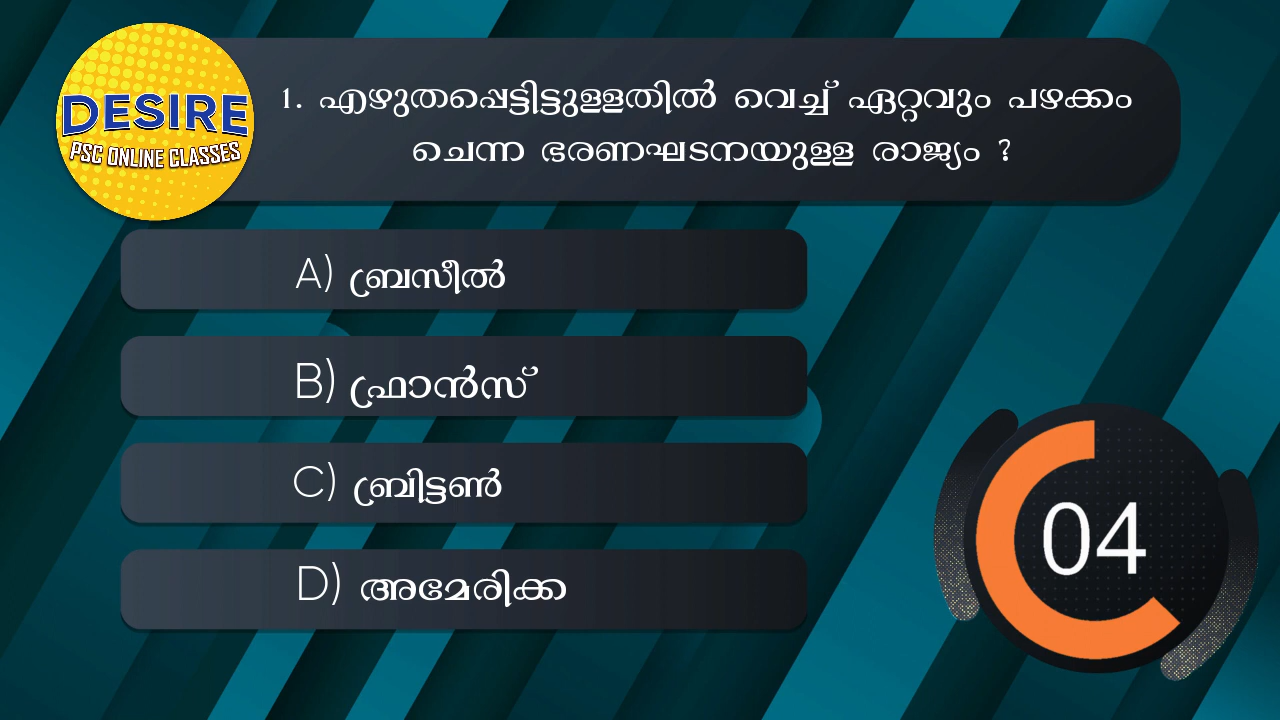 DESIRE
PSC ONLINE CLASSES
1. എഴുതപ്പെട്ടിട്ടുള്ളതിൽ വെച്ച് ഏറ്റവും പഴക്കം
ചെന്ന ഭരണഘടനയുള്ള രാജ്യം ?
A) ബ്രസീൽ
B) ഫ്രാൻസ്
C) ബ്രിട്ടൺ
D) അമേരിക്ക
04